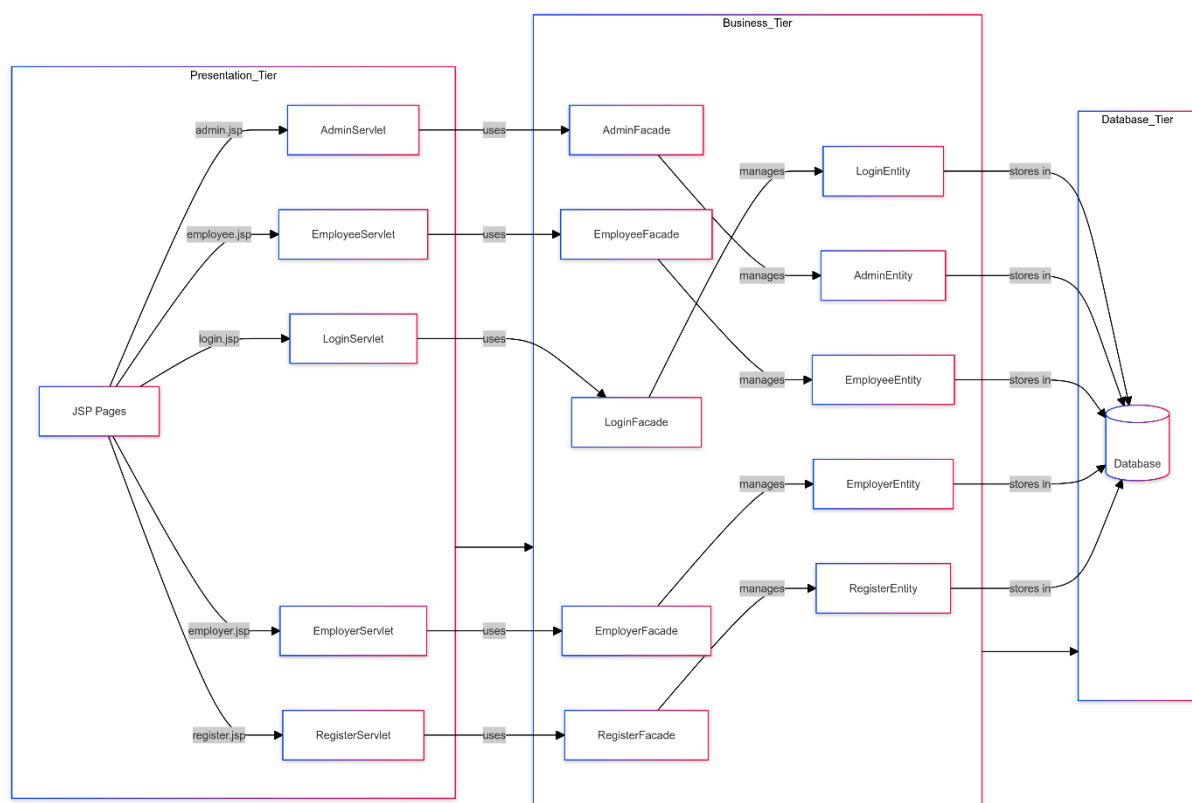 Business_Tier
Presentation_Tier
Database_Tier
admin.jsp
AdminServlet
uses
AdminFacade
manages
LoginEntity
stores in
employee.jsp
EmployeeServlet
uses
EmployeeFacade
manages
AdminEntity
stores in
login.jsp
LoginServlet
uses
manages
EmployeeEntity
stores in
JSP Pages
LoginFacade
Database
manages
EmployerEntity
stores in
manages
RegisterEntity
stores in
employer.jsp
EmployerServlet
uses
EmployerFacade
register.jsp
RegisterServlet
uses
RegisterFacade